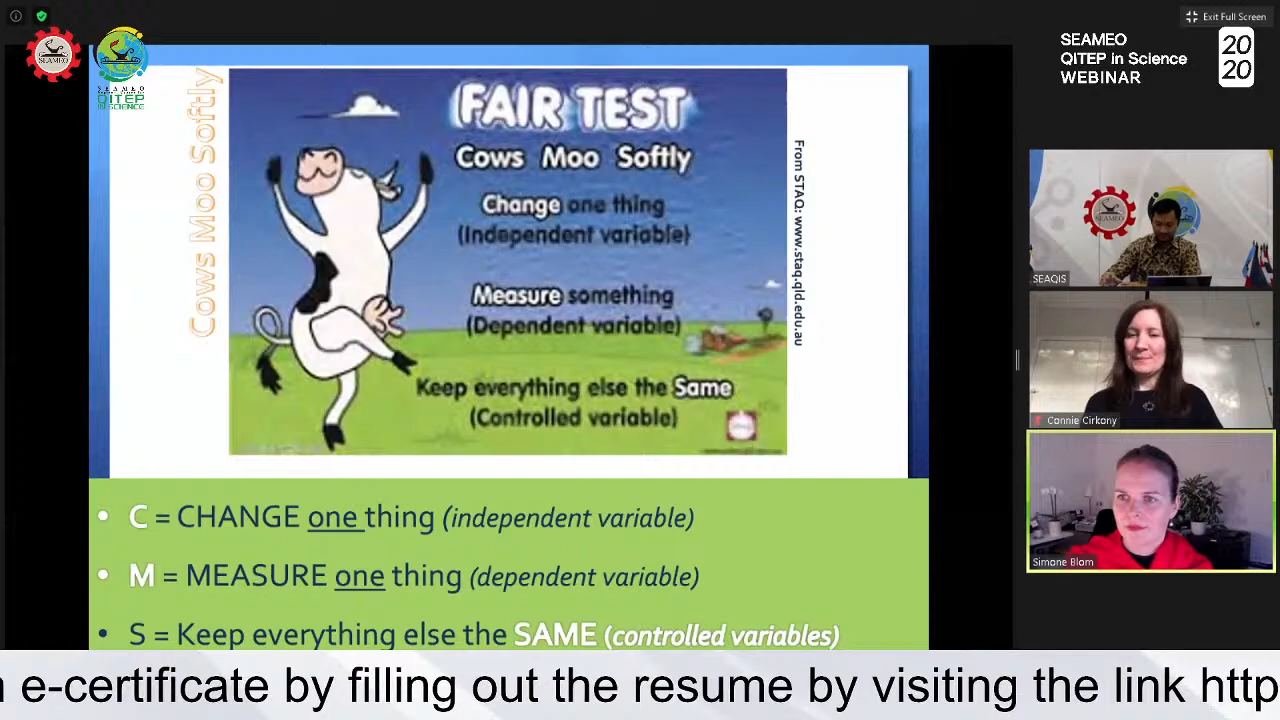 Exit Full Screen
SEAMEO
QITEP in Science
WEBINAR
20
20
SEAMEO
SEAMEO
QITEP
IN SCIENCE
Cows Moo Softly
FAIR TEST
Cows Moo Softly
Change one thing
(Independent variable)
Measure something
(Dependent variable)
Keep everything else the Same
(Controlled variable)
From STAQ: www.staq.qld.edu.au
C = CHANGE one thing (independent variable)
M = MEASURE one thing (dependent variable)
S = Keep everything else the SAME (controlled variables)
SEAMEO
SEAQIS
Connie Cirkony
Simone Blom
e-certificate by filling out the resume by visiting the link http